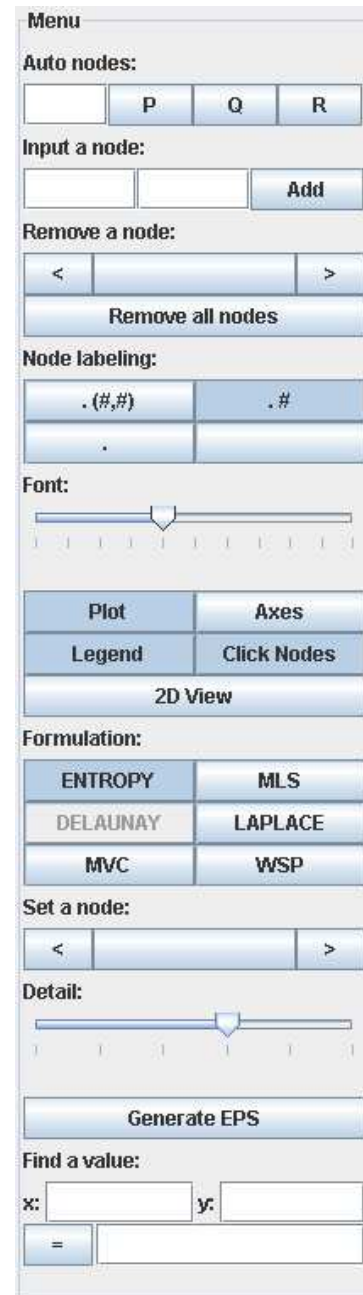 Menu
Auto nodes:
P Q R
Input a node:
Add
Remove a node:
< >
Remove all nodes
Node labeling:
. (#,#) . #
.
Font:
Plot Axes
Legend Click Nodes
2D View
Formulation:
ENTROPY MLS
DELAUNAY LAPLACE
MVC WSP
Set a node:
< >
Detail:
Generate EPS
Find a value:
x: y:
=